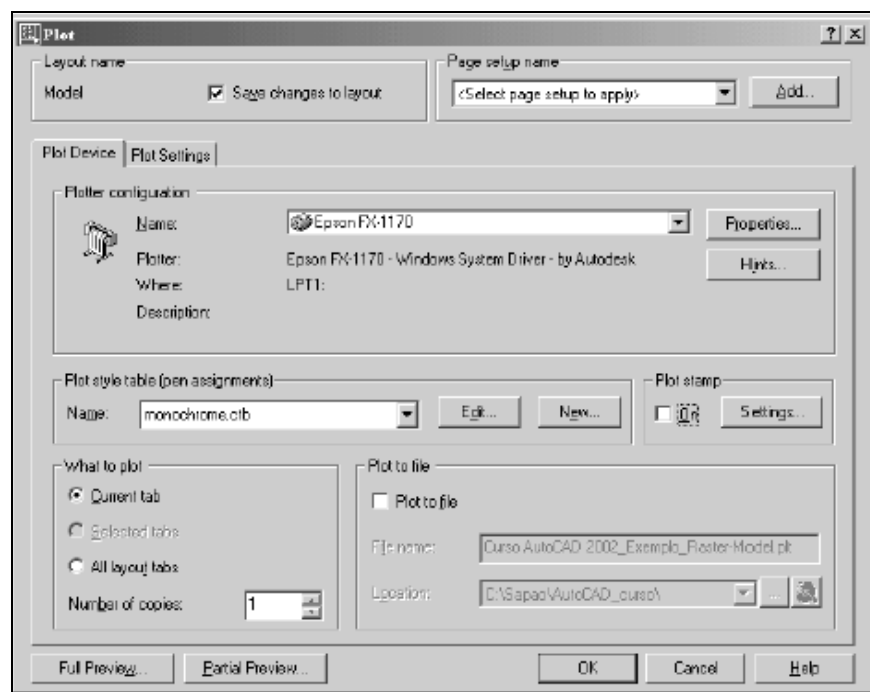 Plot
Layout name
Model
Save changes to layout
Page setup name
<Select page setup to apply>
Add...
Plot Device
Plot Settings
Plotter configuration
Name:
Epson FX-1170
Properties...
Plotter:
Epson FX-1170 - Windows System Driver - by Autodesk
Hints...
Where:
LPT1:
Description:
Plot style table (pen assignments)
Name:
monochrome.ctb
Edit...
New...
Plot stamp
On
Settings...
What to plot
Current tab
Selected tabs
All layout tabs
Number of copies:
1
Plot to file
Plot to file
File name:
Curso AutoCAD 2002_Exemplo_Raster-Model.plt
Location:
C:\Sapao\AutoCAD_curso\
...
Full Preview...
Partial Preview...
OK
Cancel
Help